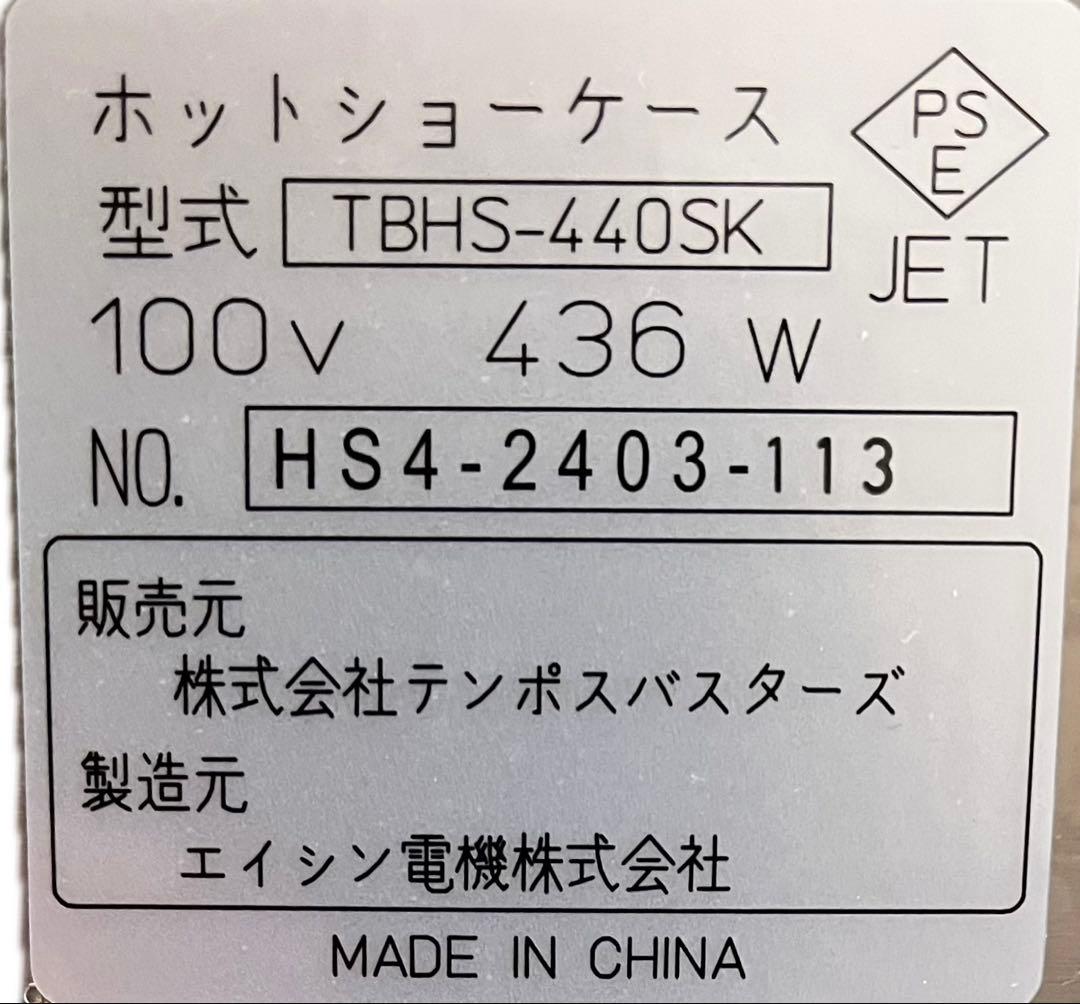 ホットショーケース
PS
E
JET
型式 TBHS-440SK
100V 436 W
NO. HS4-2403-113
販売元
株式会社テンポスバスターズ
製造元
エイシン電機株式会社
MADE IN CHINA